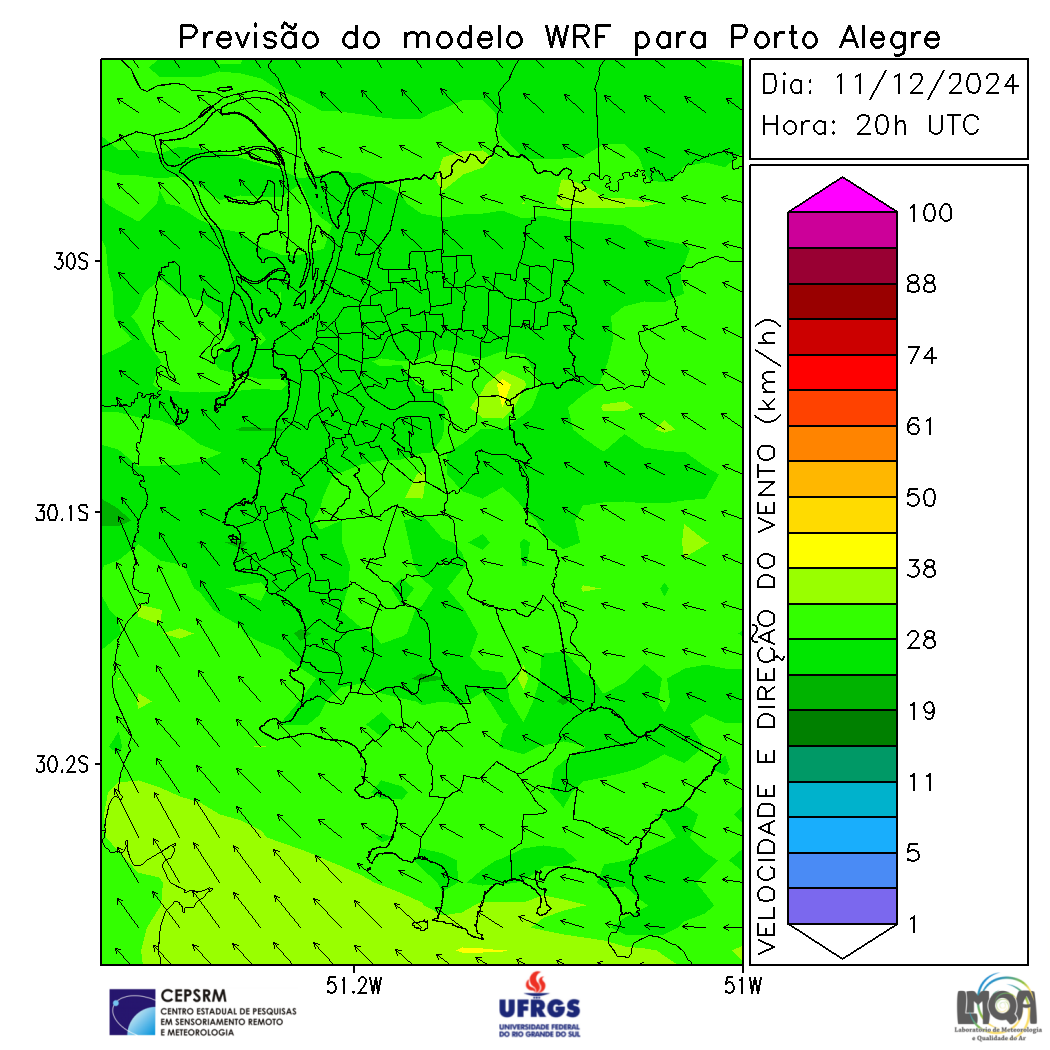 Previsão do modelo WRF para Porto Alegre
Dia: 11/12/2024
Hora: 20h UTC
30S
30.1S
30.2S
51.2W
51W
VELOCIDADE E DIREÇÃO DO VENTO (km/h)
100
88
74
61
50
38
28
19
11
5
1
CEPSRM
CENTRO ESTADUAL DE PESQUISAS
EM SENSORIAMENTO REMOTO
E METEOROLOGIA
UFRGS
UNIVERSIDADE FEDERAL
DO RIO GRANDE DO SUL
LMQA
Laboratório de Meteorologia
e Qualidade do Ar